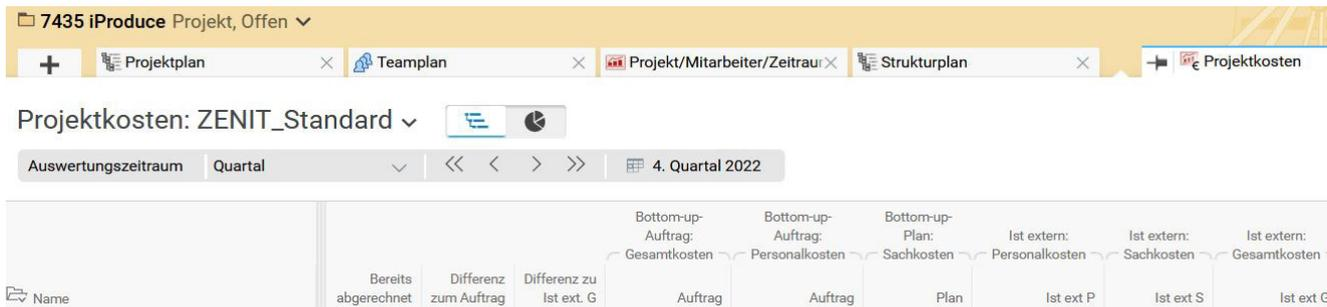 7435 iProduce Projekt, Offen
Projektplan Teamplan Projekt/Mitarbeiter/Zeitraur Strukturplan Projektkosten
Projektkosten: ZENIT_Standard
Auswertungszeitraum Quartal 4. Quartal 2022
Bottom-up- Bottom-up- Bottom-up-
Auftrag: Auftrag: Plan: Ist extern: Ist extern: Ist extern:
Gesamtkosten Personalkosten Sachkosten Personalkosten Sachkosten Gesamtkosten
Bereits Differenz Differenz zu
Name abgerechnet zum Auftrag Ist ext. G Auftrag Auftrag Plan Ist ext P Ist ext S Ist ext G